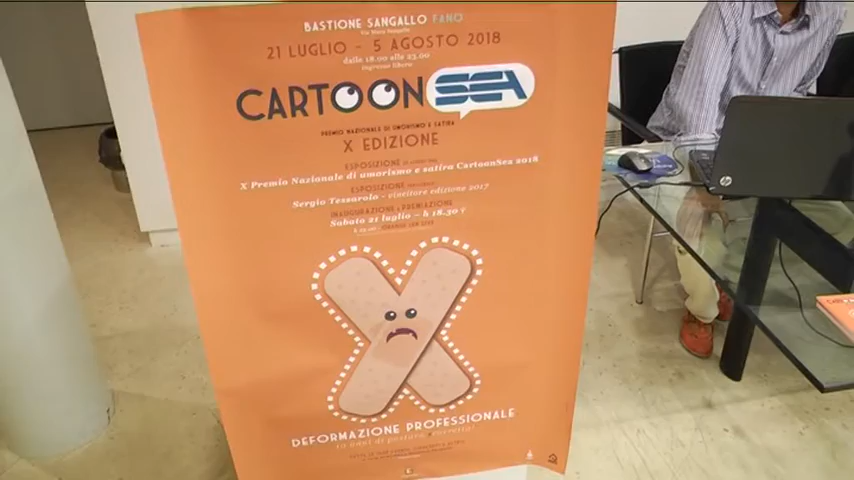 BASTIONE SANGALLO FANO
21 LUGLIO - 5 AGOSTO 2018
dalle 18.00 alle 23.00
ingresso libero
CARTOON SEA
PREMIO NAZIONALE DI UMORISMO E SATIRA
X EDIZIONE
ESPOSIZIONE
X Premio Nazionale di umorismo e satira CartoonSea 2018
ESPOSIZIONE
Sergio Tessarolo - vincitore edizione 2017
INAUGURAZIONE e PREMIAZIONE
Sabato 21 luglio - h 18.30
DEFORMAZIONE PROFESSIONALE
hp